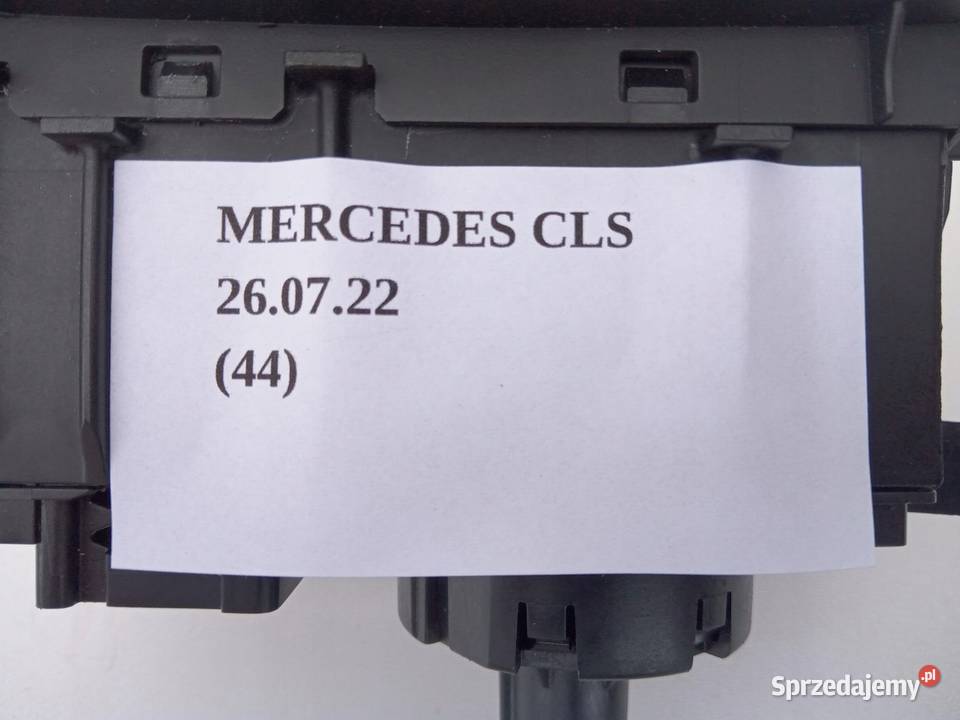 MERCEDES CLS
26.07.22
(44)
Sprzedajemy.pl